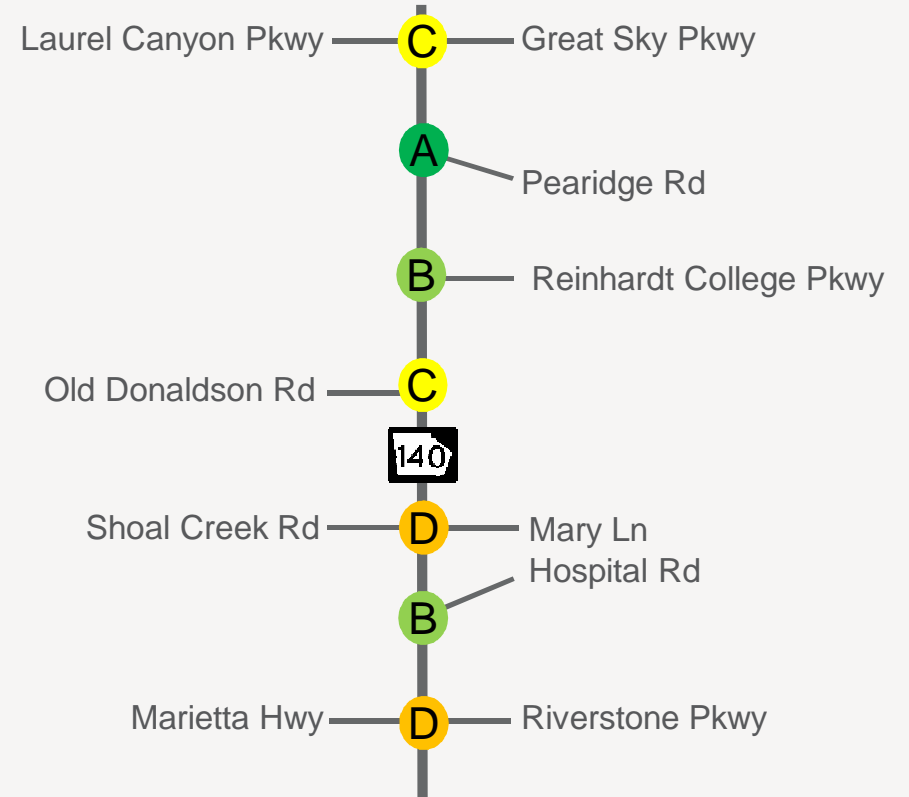 Laurel Canyon Pkwy C Great Sky Pkwy
A
Pearidge Rd
B Reinhardt College Pkwy
Old Donaldson Rd C
140
Shoal Creek Rd D Mary Ln
Hospital Rd
B
Marietta Hwy D Riverstone Pkwy